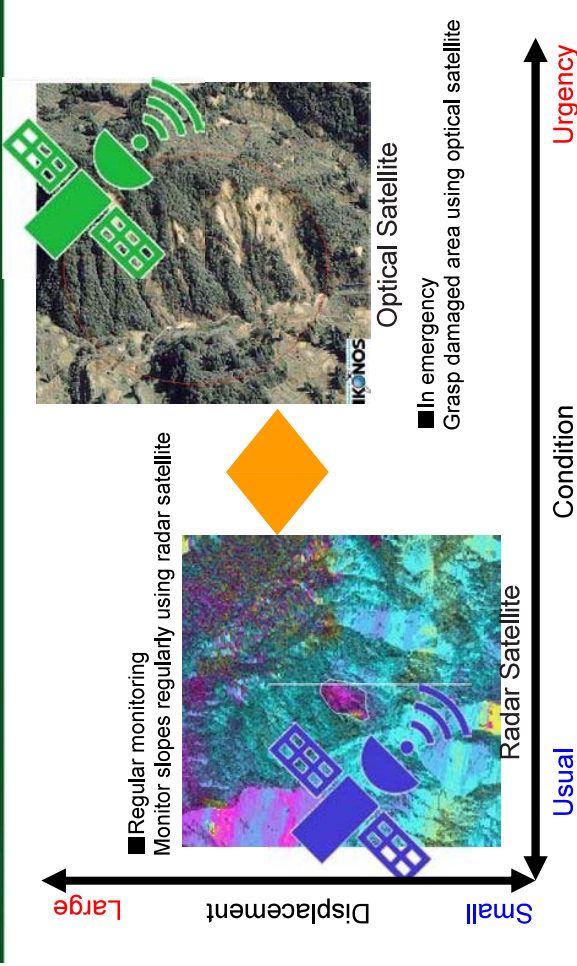 ■Regular monitoring
Monitor slopes regularly using radar satellite
Large
Displacement
Small
Radar Satellite
IKONOS
Optical Satellite
■In emergency
Grasp damaged area using optical satellite
Usual
Condition
Urgency